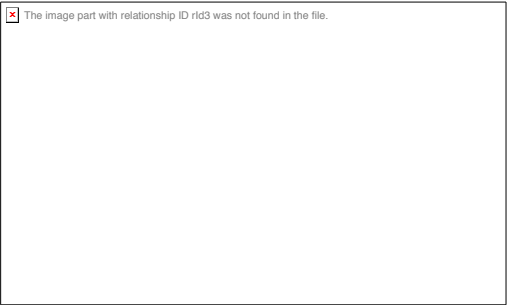 The image part with relationship ID rId3 was not found in the file.